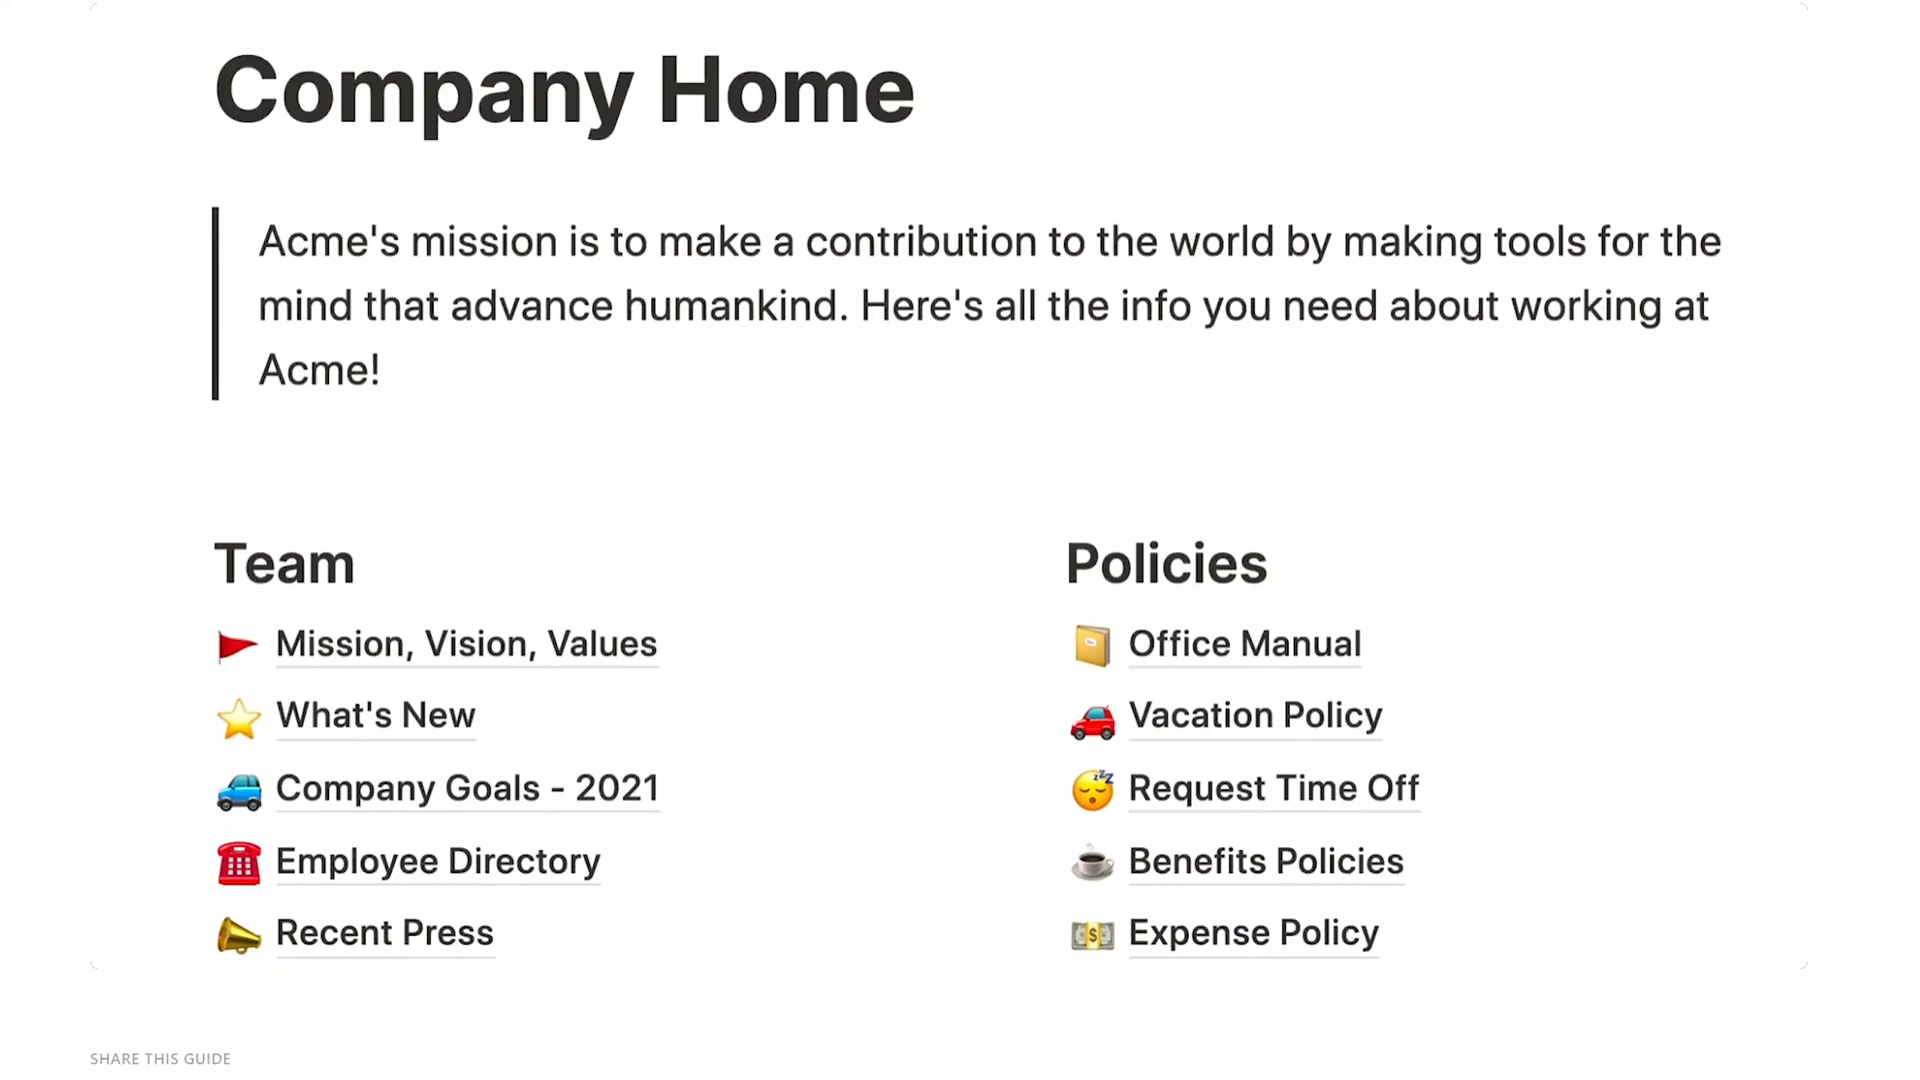 Company Home
Acme's mission is to make a contribution to the world by making tools for the
mind that advance humankind. Here's all the info you need about working at
Acme!
Team
Mission, Vision, Values
What's New
Company Goals - 2021
Employee Directory
Recent Press
Policies
Office Manual
Vacation Policy
Request Time Off
Benefits Policies
Expense Policy
SHARE THIS GUIDE